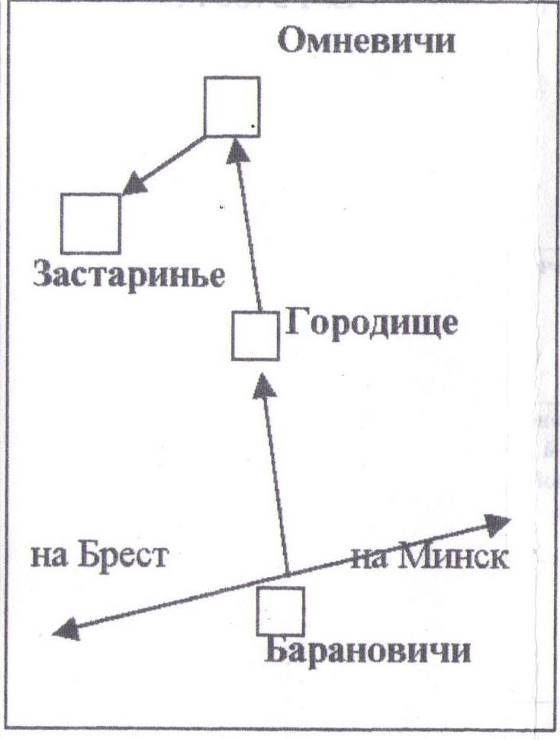 Омневичи
Застаринье
Городище
на Брест
на Минск
Барановичи